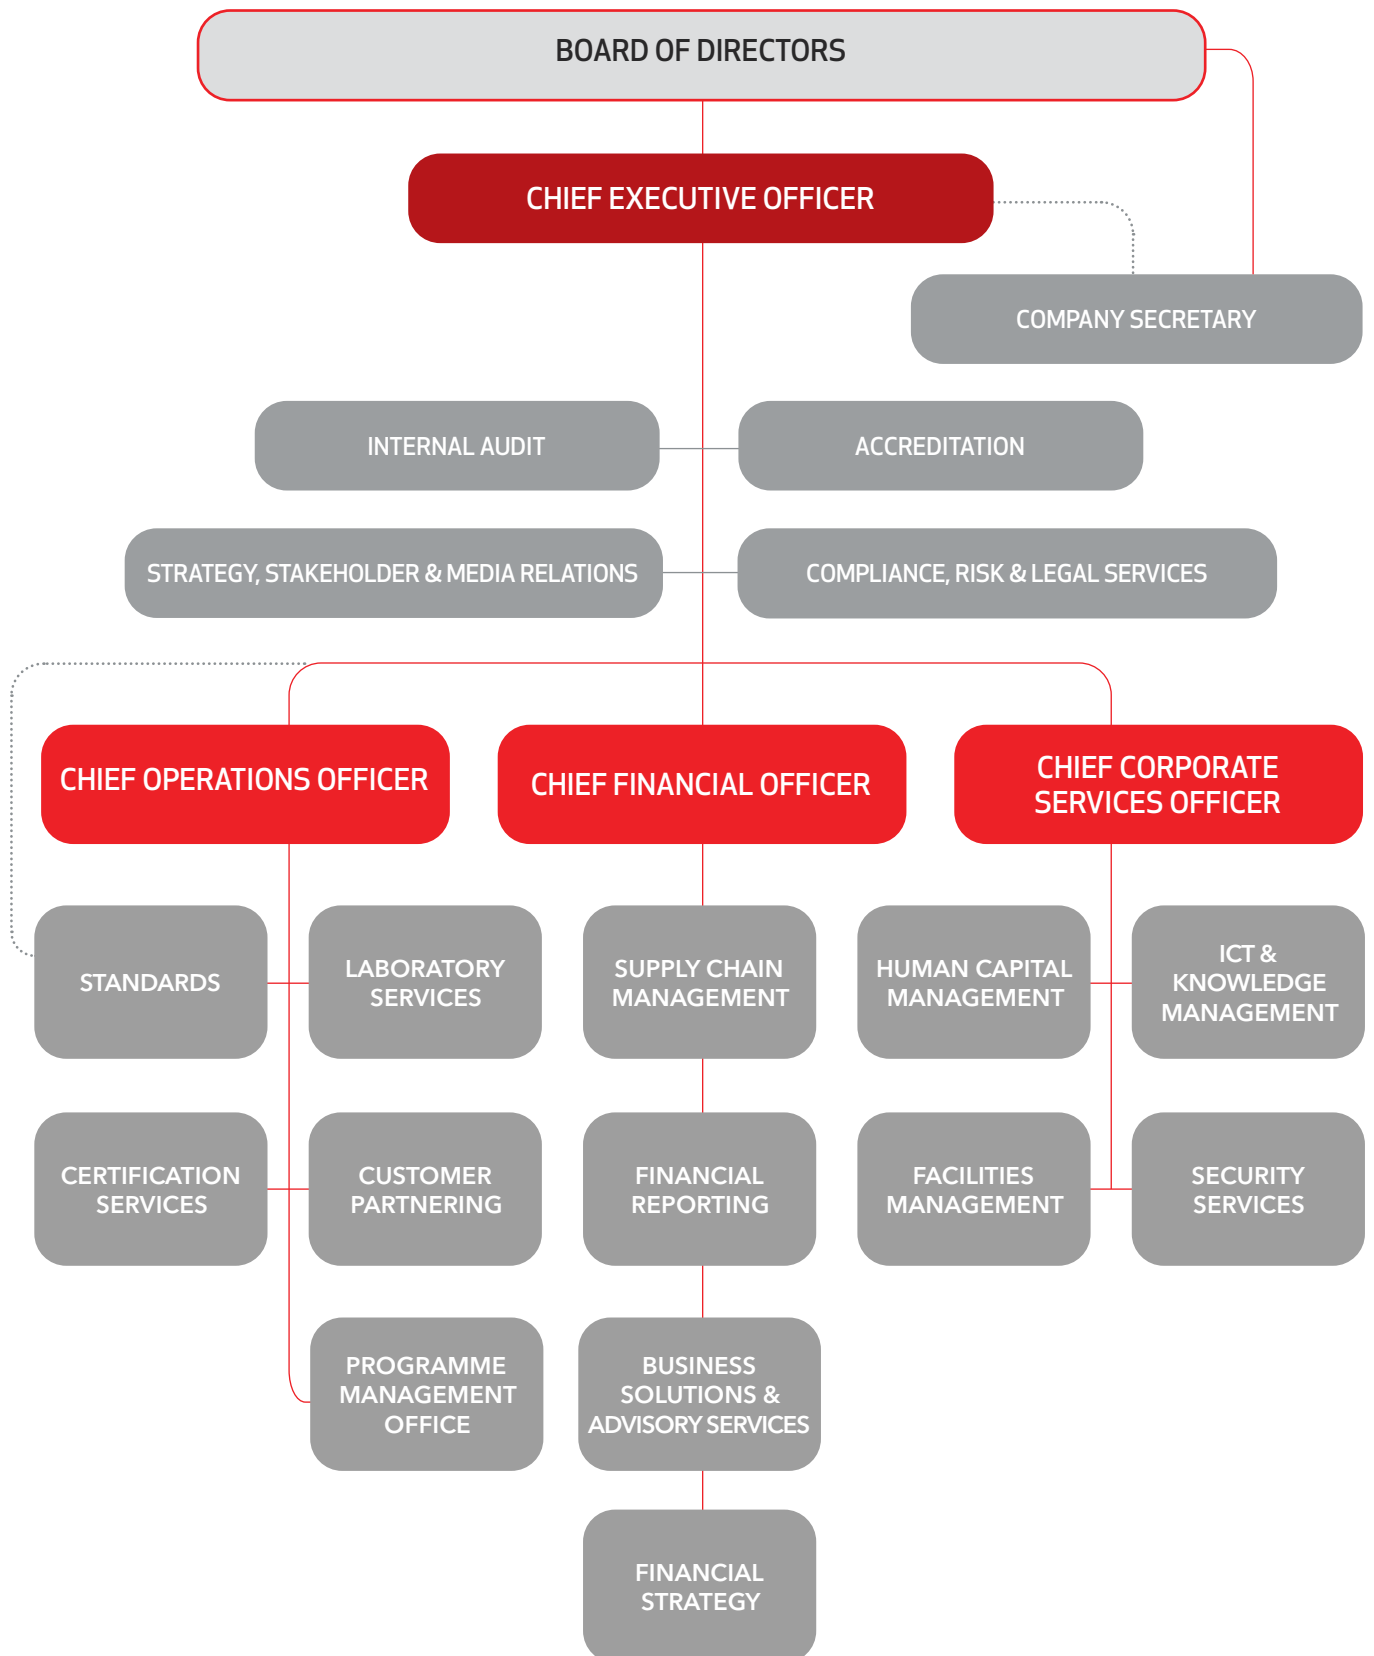 BOARD OF DIRECTORS
CHIEF EXECUTIVE OFFICER
COMPANY SECRETARY
INTERNAL AUDIT
ACCREDITATION
STRATEGY, STAKEHOLDER & MEDIA RELATIONS
COMPLIANCE, RISK & LEGAL SERVICES
CHIEF OPERATIONS OFFICER
CHIEF FINANCIAL OFFICER
CHIEF CORPORATE
SERVICES OFFICER
STANDARDS
LABORATORY
SERVICES
SUPPLY CHAIN
MANAGEMENT
HUMAN CAPITAL
MANAGEMENT
ICT &
KNOWLEDGE
MANAGEMENT
CERTIFICATION
SERVICES
CUSTOMER
PARTNERING
FINANCIAL
REPORTING
FACILITIES
MANAGEMENT
SECURITY
SERVICES
PROGRAMME
MANAGEMENT
OFFICE
BUSINESS
SOLUTIONS &
ADVISORY SERVICES
FINANCIAL
STRATEGY